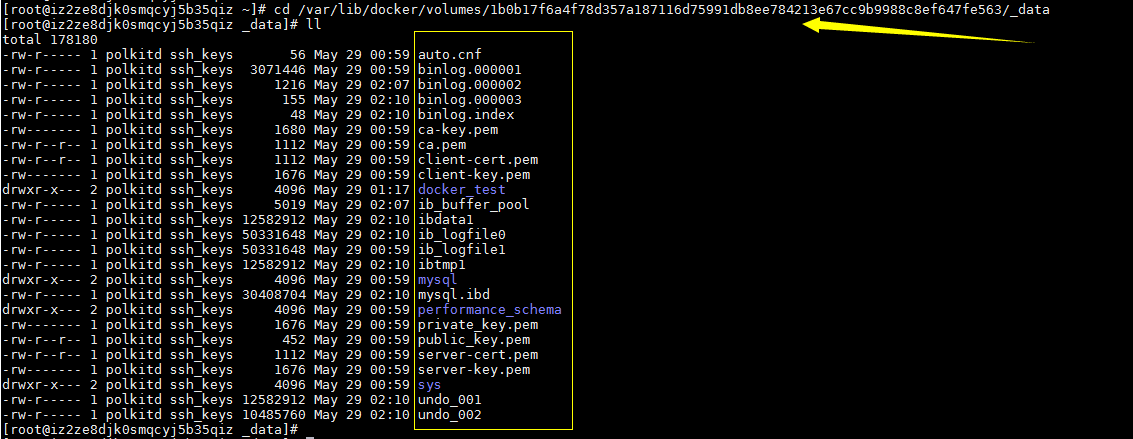 [root@iz2ze8djk0smqcyj5b35qiz ~]# cd /var/lib/docker/volumes/1b0b17f6a4f78d357a187116d75991db8ee784213e67cc9b9988c8ef647fe563/_data
[root@iz2ze8djk0smqcyj5b35qiz _data]# ll
total 178180
-rw-r----- 1 polkitd ssh_keys       56 May 29 00:59 auto.cnf
-rw-r----- 1 polkitd ssh_keys  3071446 May 29 00:59 binlog.000001
-rw-r----- 1 polkitd ssh_keys     1216 May 29 02:07 binlog.000002
-rw-r----- 1 polkitd ssh_keys      155 May 29 02:10 binlog.000003
-rw-r----- 1 polkitd ssh_keys       48 May 29 02:10 binlog.index
-rw------- 1 polkitd ssh_keys     1680 May 29 00:59 ca-key.pem
-rw-r--r-- 1 polkitd ssh_keys     1112 May 29 00:59 ca.pem
-rw-r--r-- 1 polkitd ssh_keys     1112 May 29 00:59 client-cert.pem
-rw------- 1 polkitd ssh_keys     1676 May 29 00:59 client-key.pem
drwxr-x--- 2 polkitd ssh_keys     4096 May 29 01:17 docker_test
-rw-r----- 1 polkitd ssh_keys     5019 May 29 02:07 ib_buffer_pool
-rw-r----- 1 polkitd ssh_keys 12582912 May 29 02:10 ibdata1
-rw-r----- 1 polkitd ssh_keys 50331648 May 29 02:10 ib_logfile0
-rw-r----- 1 polkitd ssh_keys 50331648 May 29 00:59 ib_logfile1
-rw-r----- 1 polkitd ssh_keys 12582912 May 29 02:10 ibtmp1
drwxr-x--- 2 polkitd ssh_keys     4096 May 29 00:59 mysql
-rw-r----- 1 polkitd ssh_keys 30408704 May 29 02:10 mysql.ibd
drwxr-x--- 2 polkitd ssh_keys     4096 May 29 00:59 performance_schema
-rw------- 1 polkitd ssh_keys     1676 May 29 00:59 private_key.pem
-rw-r--r-- 1 polkitd ssh_keys      452 May 29 00:59 public_key.pem
-rw-r--r-- 1 polkitd ssh_keys     1112 May 29 00:59 server-cert.pem
-rw------- 1 polkitd ssh_keys     1676 May 29 00:59 server-key.pem
drwxr-x--- 2 polkitd ssh_keys     4096 May 29 00:59 sys
-rw-r----- 1 polkitd ssh_keys 12582912 May 29 02:10 undo_001
-rw-r----- 1 polkitd ssh_keys 10485760 May 29 02:10 undo_002
[root@iz2ze8djk0smqcyj5b35qiz _data]#